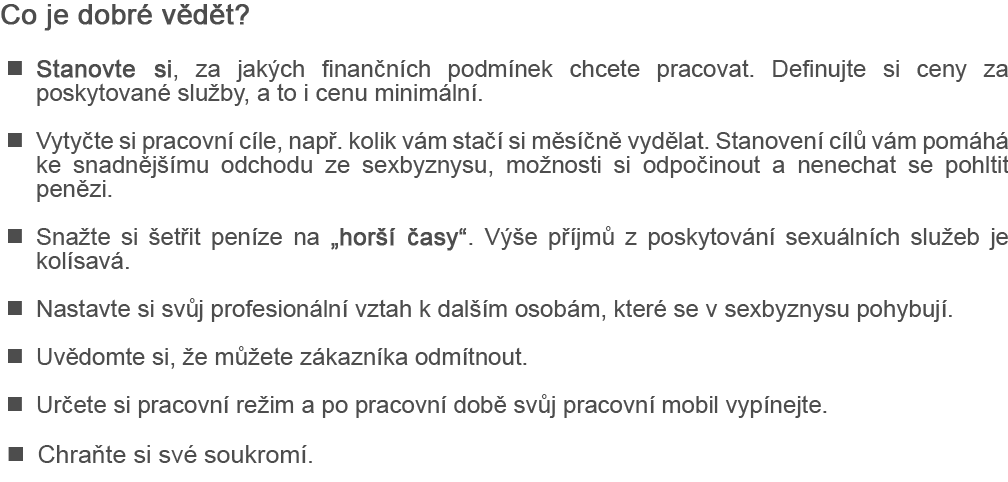 Co je dobré vědět?
■ Stanovte si, za jakých finančních podmínek chcete pracovat. Definujte si ceny za
poskytované služby, a to i cenu minimální.
■ Vytyčte si pracovní cíle, např. kolik vám stačí si měsíčně vydělat. Stanovení cílů vám pomáhá
ke snadnějšímu odchodu ze sexbyznysu, možnosti si odpočinout a nenechat se pohltit
penězi.
■ Snažte si šetřit peníze na „horší časy“. Výše příjmů z poskytování sexuálních služeb je
kolísavá.
■ Nastavte si svůj profesionální vztah k dalším osobám, které se v sexbyznysu pohybují.
■ Uvědomte si, že můžete zákazníka odmítnout.
■ Určete si pracovní režim a po pracovní době svůj pracovní mobil vypínejte.
■ Chraňte si své soukromí.